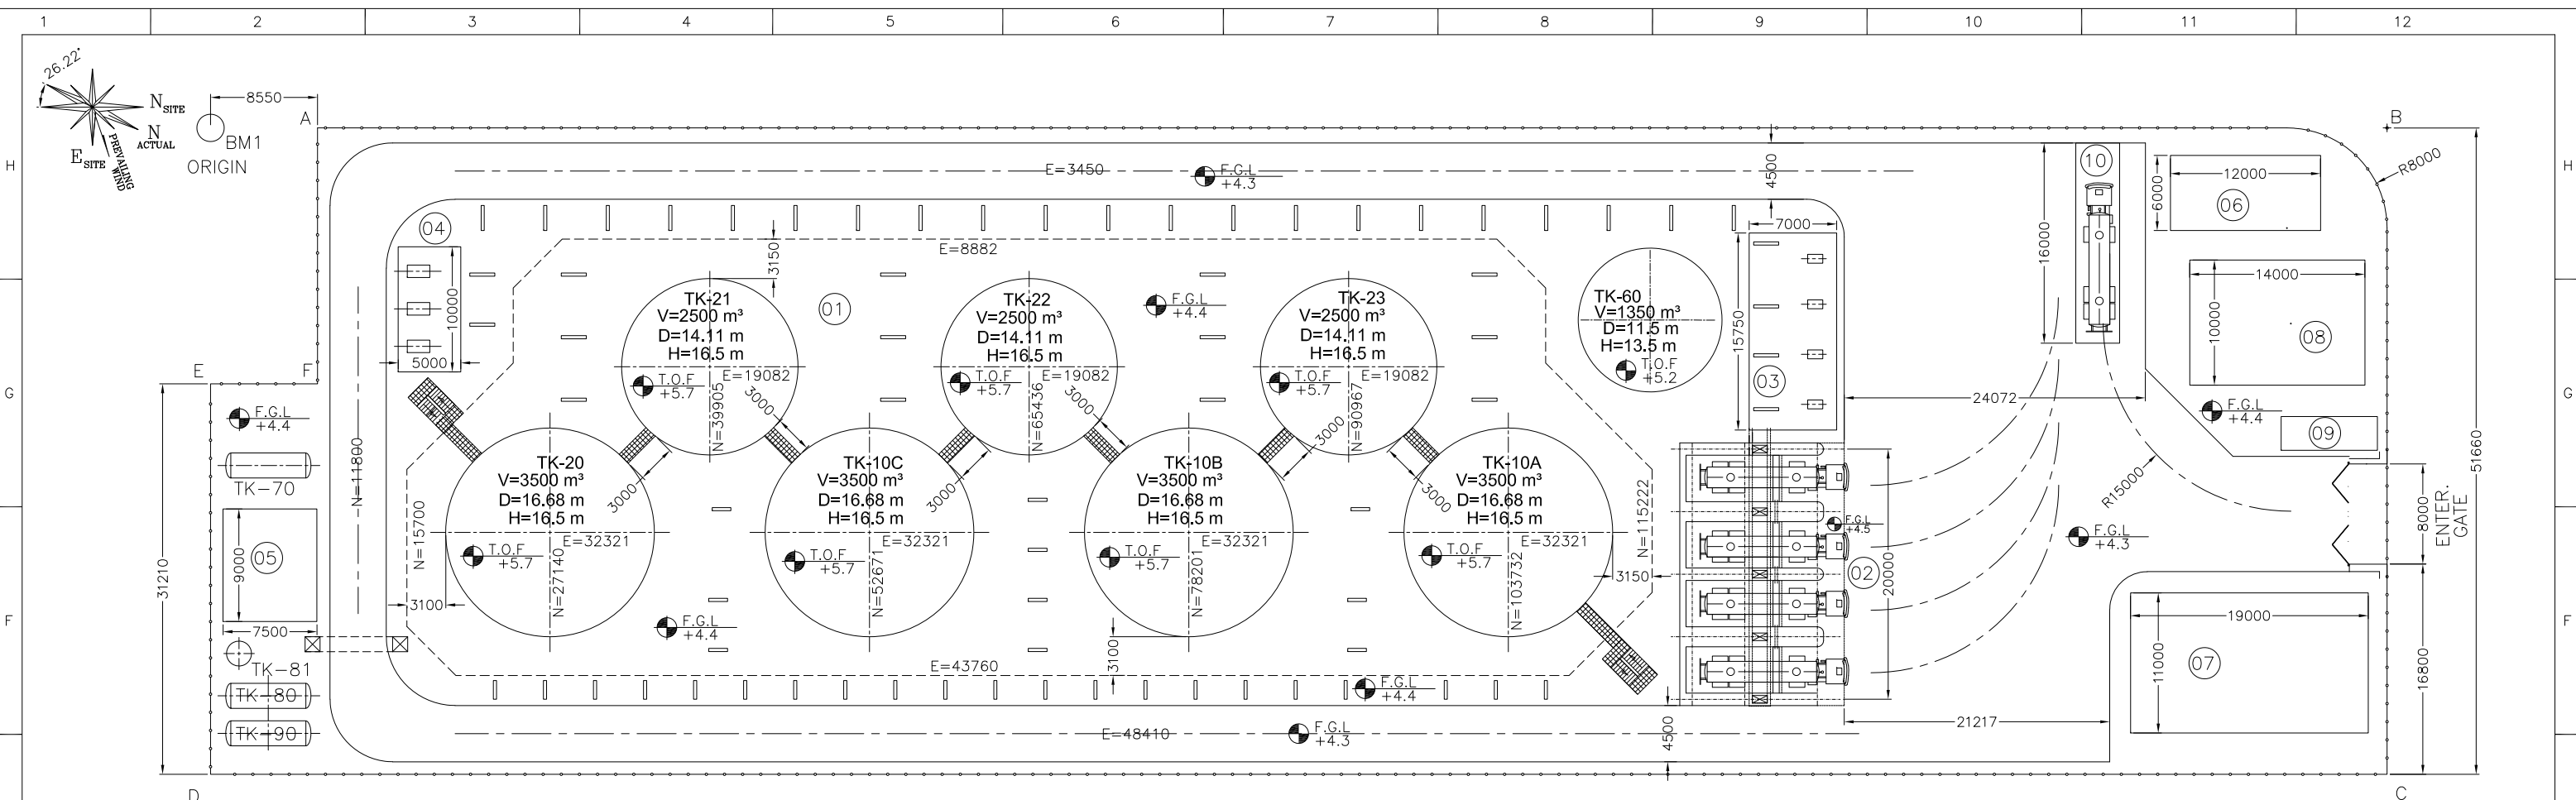 1 2 3 4 5 6 7 8 9 10 11 12
H
G
F
H
G
F
26.22°
N SITE
N ACTUAL
E SITE
PREVAILING
WIND
8550
BM1
ORIGIN
A
B
C
D
E
F
R8000
E=3450
F.G.L
+4.3
4500
10
12000
6000
06
16000
04
10000
5000
3150
E=8882
01
F.G.L
+4.4
7000
15750
03
14000
10000
08
09
TK-21
V=2500 m³
D=14.11 m
H=16.5 m
E=19082
T.O.F
+5.7
N=39905
TK-22
V=2500 m³
D=14.11 m
H=16.5 m
E=19082
T.O.F
+5.7
N=65436
TK-23
V=2500 m³
D=14.11 m
H=16.5 m
E=19082
T.O.F
+5.7
N=90967
TK-60
V=1350 m³
D=11.5 m
H=13.5 m
T.O.F
+5.2
24072
F.G.L
+4.4
51660
F.G.L
+4.4
TK-70
N=11800
31210
9000
05
7500
TK-81
TK-80
TK-90
N=15700
3100
3000
3000
3000
3000
3000
3000
TK-20
V=3500 m³
D=16.68 m
H=16.5 m
E=32321
T.O.F
+5.7
N=27140
TK-10C
V=3500 m³
D=16.68 m
H=16.5 m
E=32321
T.O.F
+5.7
N=52671
TK-10B
V=3500 m³
D=16.68 m
H=16.5 m
E=32321
T.O.F
+5.7
N=78201
TK-10A
V=3500 m³
D=16.68 m
H=16.5 m
E=32321
T.O.F
+5.7
N=103732
N=115222
3150
F.G.L
+4.5
02
20000
R15000
F.G.L
+4.3
8000
ENTER.
GATE
16800
19000
11000
07
F.G.L
+4.4
E=43760
3100
F.G.L
+4.4
E=48410
F.G.L
+4.3
4500
21217